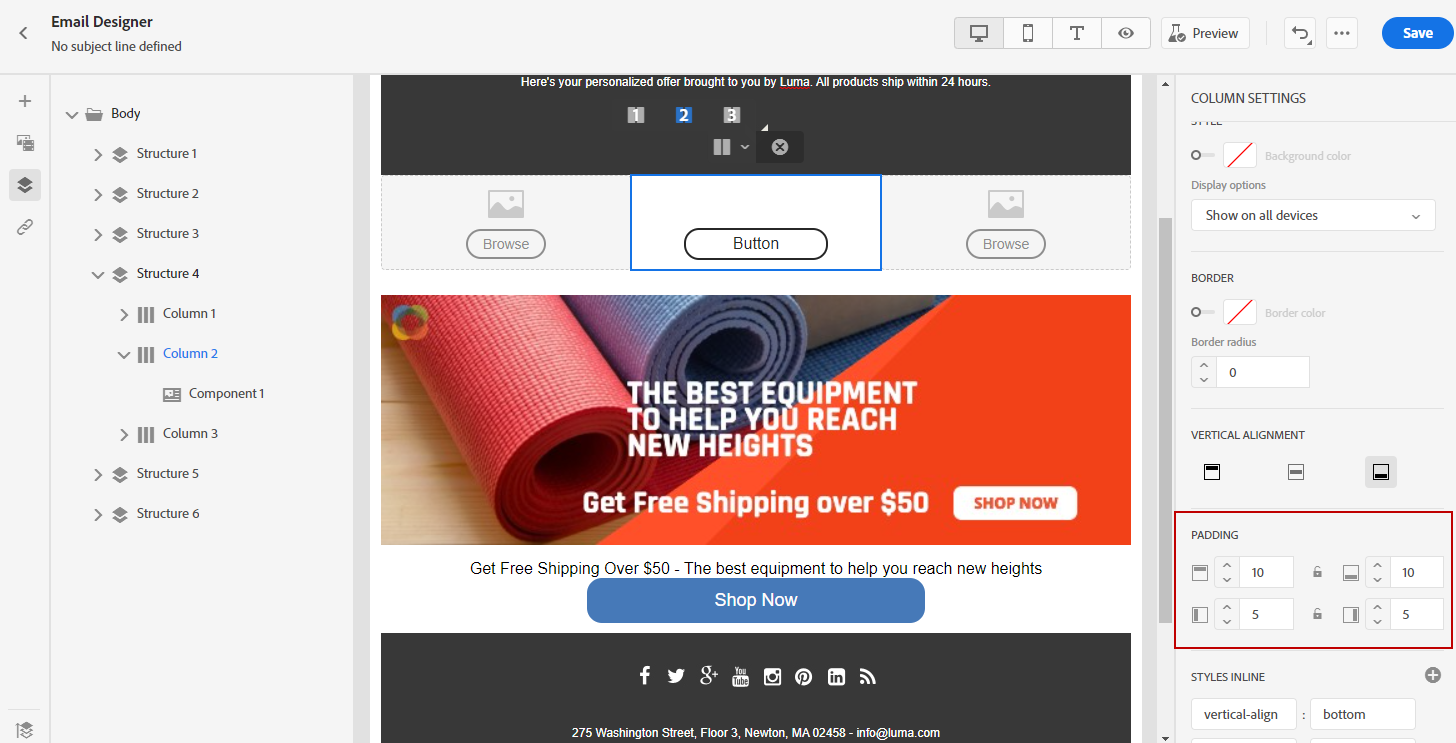 Email Designer
No subject line defined
Preview
Save
Body
Structure 1
Structure 2
Structure 3
Structure 4
Column 1
Column 2
Component 1
Column 3
Structure 5
Structure 6
Here's your personalized offer brought to you by Luma. All products ship within 24 hours.
1 2 3
Browse
Button
Browse
THE BEST EQUIPMENT
TO HELP YOU REACH
NEW HEIGHTS
Get Free Shipping over $50
SHOP NOW
Get Free Shipping Over $50 - The best equipment to help you reach new heights
Shop Now
You
Tube
275 Washington Street, Floor 3, Newton, MA 02458 - info@luma.com
COLUMN SETTINGS
STYLE
Background color
Display options
Show on all devices
BORDER
Border color
Border radius
0
VERTICAL ALIGNMENT
PADDING
10 10
5 5
STYLES INLINE
vertical-align : bottom